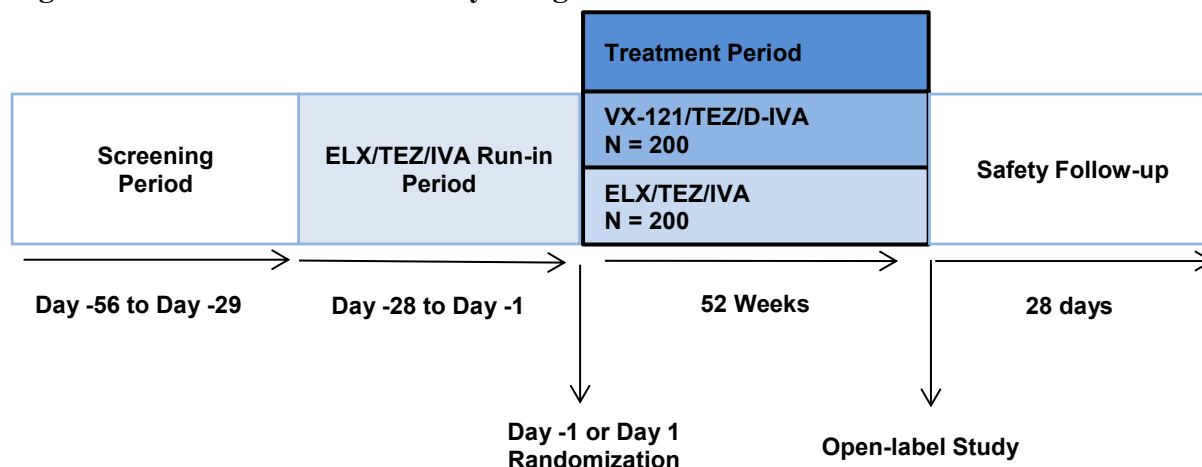 Treatment Period
Screening
Period
ELX/TEZ/IVA Run-in
Period
VX-121/TEZ/D-IVA
N = 200
ELX/TEZ/IVA
N = 200
Safety Follow-up
Day -56 to Day -29
Day -28 to Day -1
52 Weeks
28 days
Day -1 or Day 1
Randomization
Open-label Study